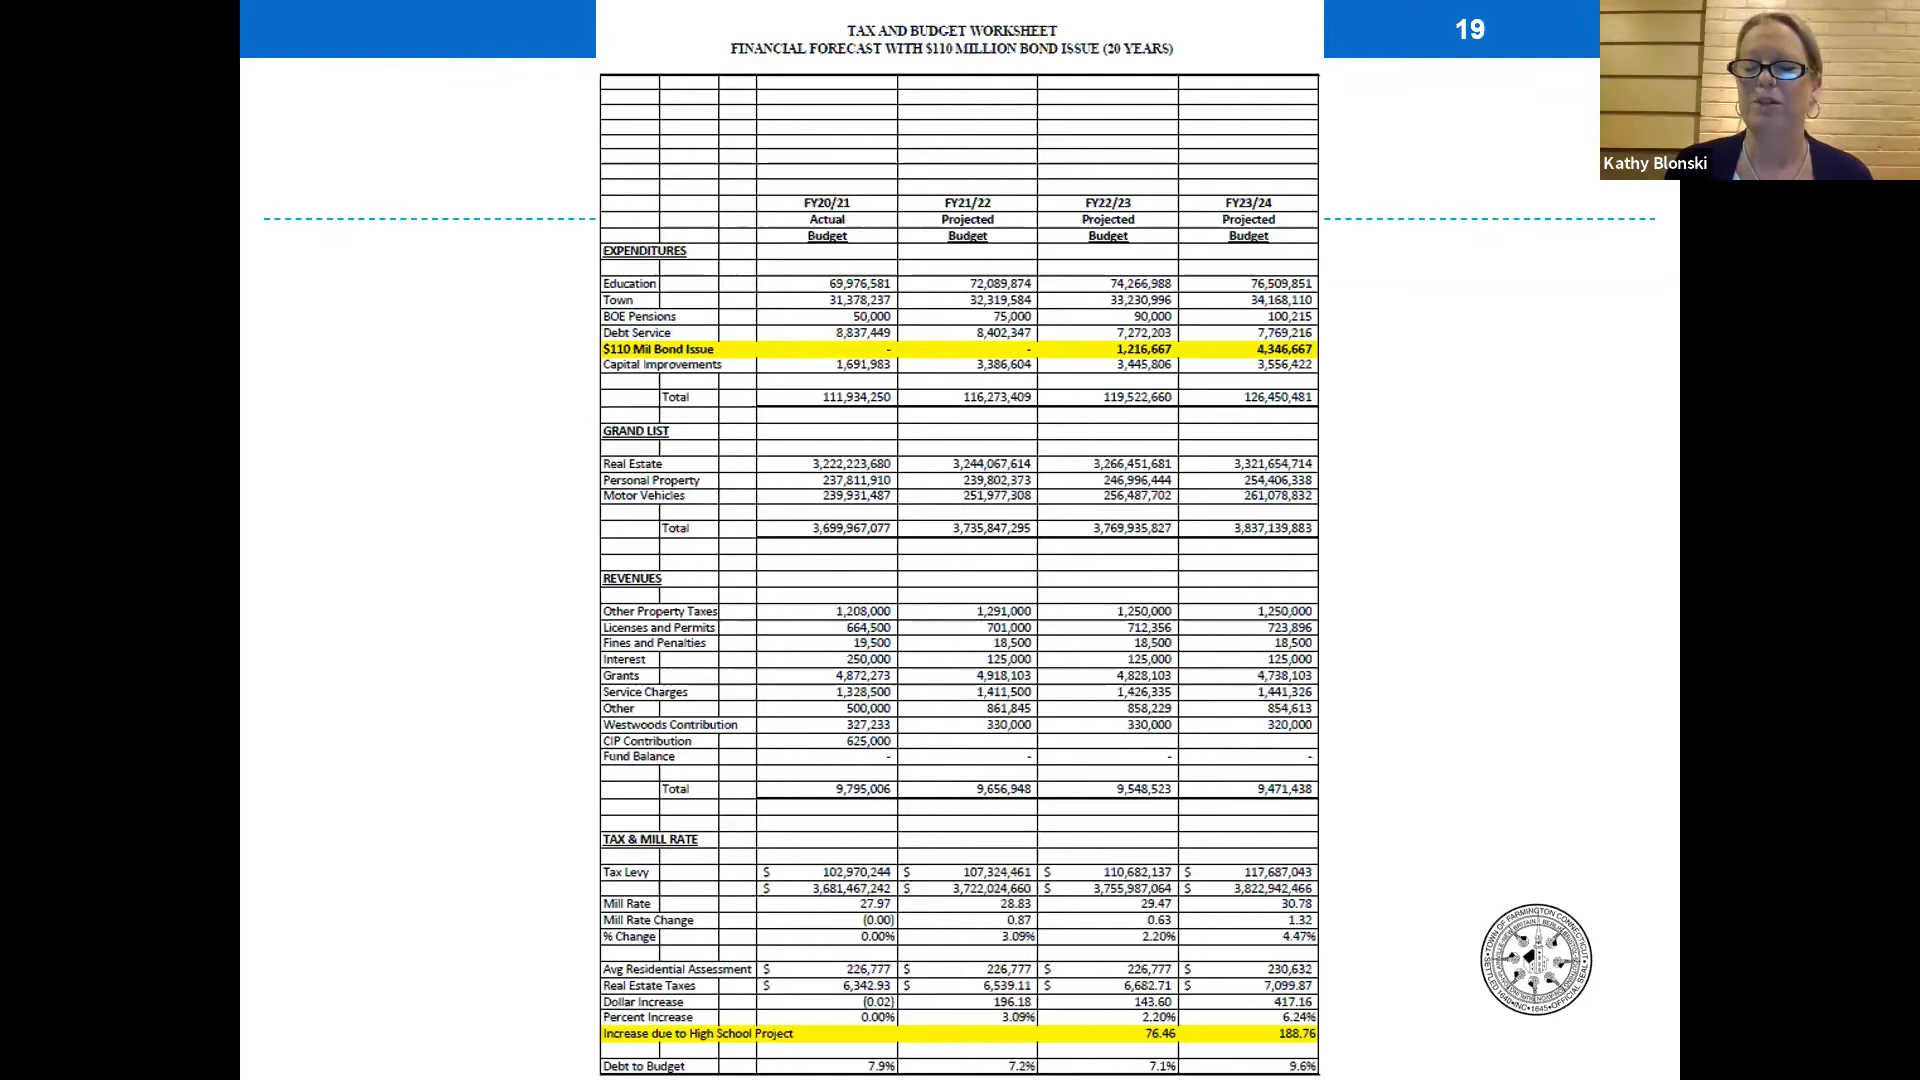 TAX AND BUDGET WORKSHEET
FINANCIAL FORECAST WITH $110 MILLION BOND ISSUE (20 YEARS)
19
Kathy Blonski
FY20/21 FY21/22 FY22/23 FY23/24
Actual Projected Projected Projected
Budget Budget Budget Budget
EXPENDITURES
Education 69,976,581 72,089,874 74,266,988 76,509,851
Town 31,378,237 32,319,584 33,230,996 34,168,110
BOE Pensions 50,000 75,000 90,000 100,215
Debt Service 8,837,449 8,402,347 7,272,203 7,769,216
$110 Mil Bond Issue - - 1,216,667 4,346,667
Capital Improvements 1,691,983 3,386,604 3,445,806 3,556,422
Total 111,934,250 116,273,409 119,522,660 126,450,481
GRAND LIST
Real Estate 3,222,223,680 3,244,067,614 3,266,451,681 3,321,654,714
Personal Property 237,811,910 239,802,373 246,996,444 254,406,338
Motor Vehicles 239,931,487 251,977,308 256,487,702 261,078,832
Total 3,699,967,077 3,735,847,295 3,769,935,827 3,837,139,883
REVENUES
Other Property Taxes 1,208,000 1,291,000 1,250,000 1,250,000
Licenses and Permits 664,500 701,000 712,356 723,896
Fines and Penalties 19,500 18,500 18,500 18,500
Interest 250,000 125,000 125,000 125,000
Grants 4,872,273 4,918,103 4,828,103 4,738,103
Service Charges 1,328,500 1,411,500 1,426,335 1,441,326
Other 500,000 861,845 858,229 854,613
Westwoods Contribution 327,233 330,000 330,000 320,000
CIP Contribution 625,000
Fund Balance - - - -
Total 9,795,006 9,656,948 9,548,523 9,471,438
TAX & MILL RATE
Tax Levy $ 102,970,244 $ 107,324,461 $ 110,682,137 $ 117,687,043
$ 3,681,467,242 $ 3,722,024,660 $ 3,755,987,064 $ 3,822,942,466
Mill Rate 27.97 28.83 29.47 30.78
Mill Rate Change (0.00) 0.87 0.63 1.32
% Change 0.00% 3.09% 2.20% 4.47%
Avg Residential Assessment $ 226,777 $ 226,777 $ 226,777 $ 230,632
Real Estate Taxes $ 6,342.93 $ 6,539.11 $ 6,682.71 $ 7,099.87
Dollar Increase (0.02) 196.18 143.60 417.16
Percent Increase 0.00% 3.09% 2.20% 6.24%
Increase due to High School Project 76.46 188.76
Debt to Budget 7.9% 7.2% 7.1% 9.6%
TOWN OF FARMINGTON CONNECTICUT
SETTLED 1640 • INC • 1645 • OFFICIAL SEAL